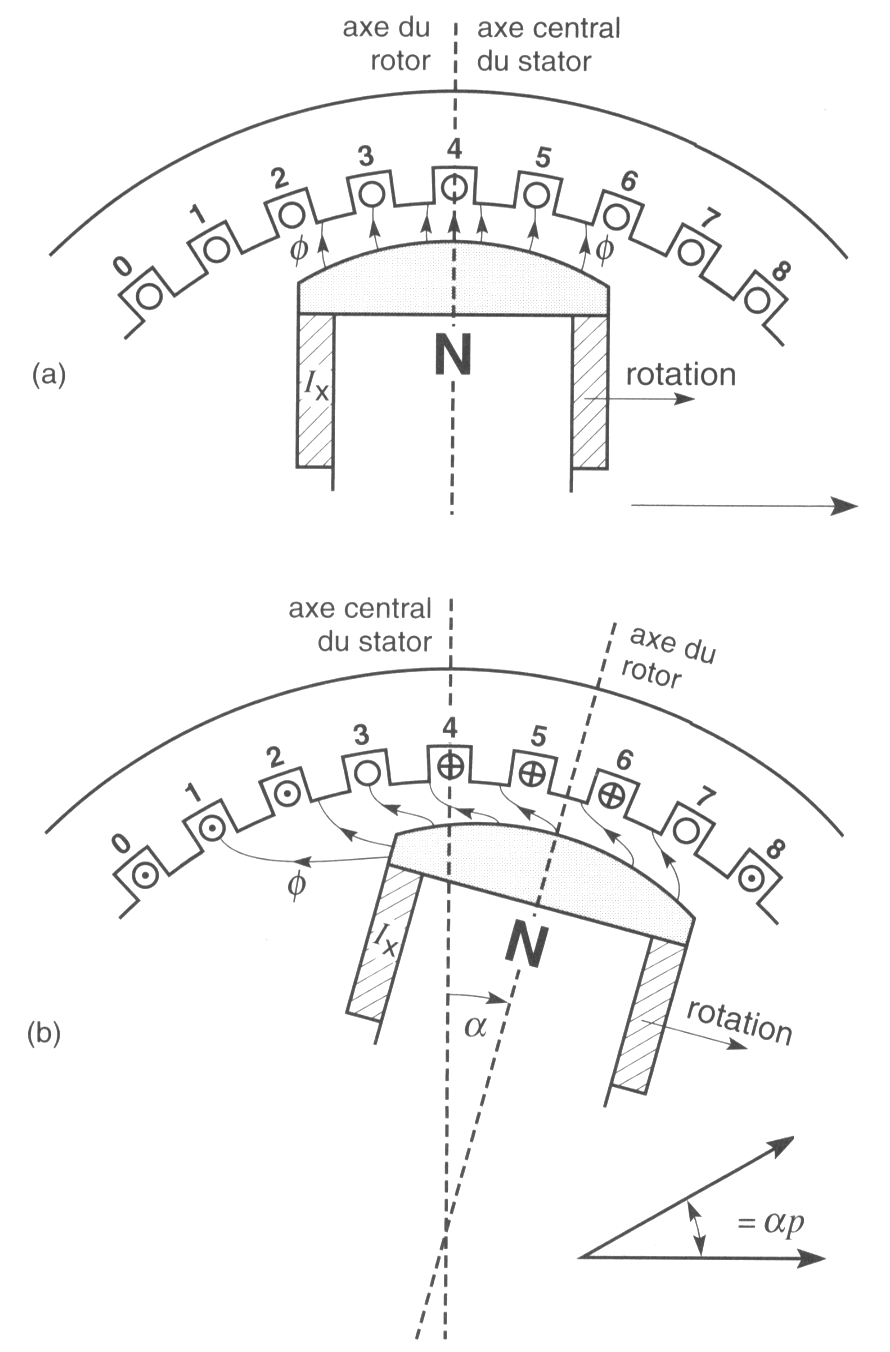 axe du
rotor
axe central
du stator
0 1 2 3 4 5 6 7 8
ϕ ϕ
N
Ix
rotation
(a)
axe central
du stator
axe du
rotor
0 1 2 3 4 5 6 7 8
ϕ
Ix
N
α
rotation
(b)
= αp